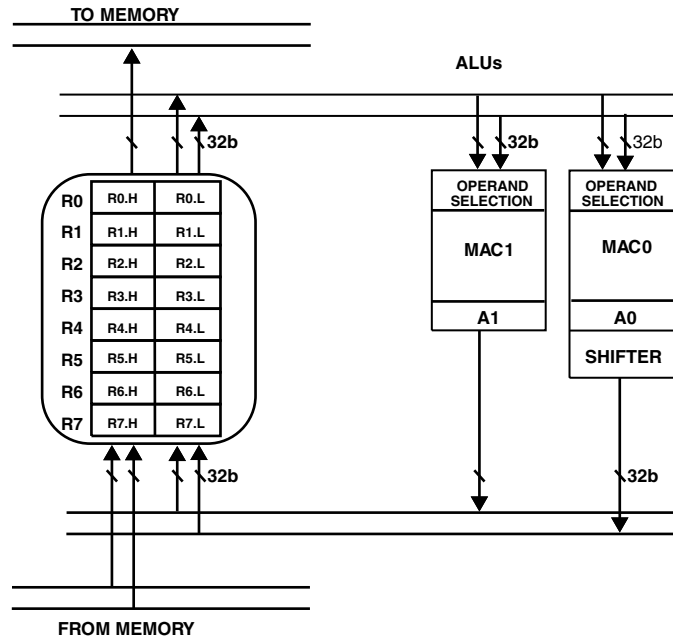 TO MEMORY
ALUs
32b
32b
32b
R0 R0.H R0.L
R1 R1.H R1.L
R2 R2.H R2.L
R3 R3.H R3.L
R4 R4.H R4.L
R5 R5.H R5.L
R6 R6.H R6.L
R7 R7.H R7.L
OPERAND
SELECTION
MAC1
A1
OPERAND
SELECTION
MAC0
A0
SHIFTER
32b
32b
FROM MEMORY